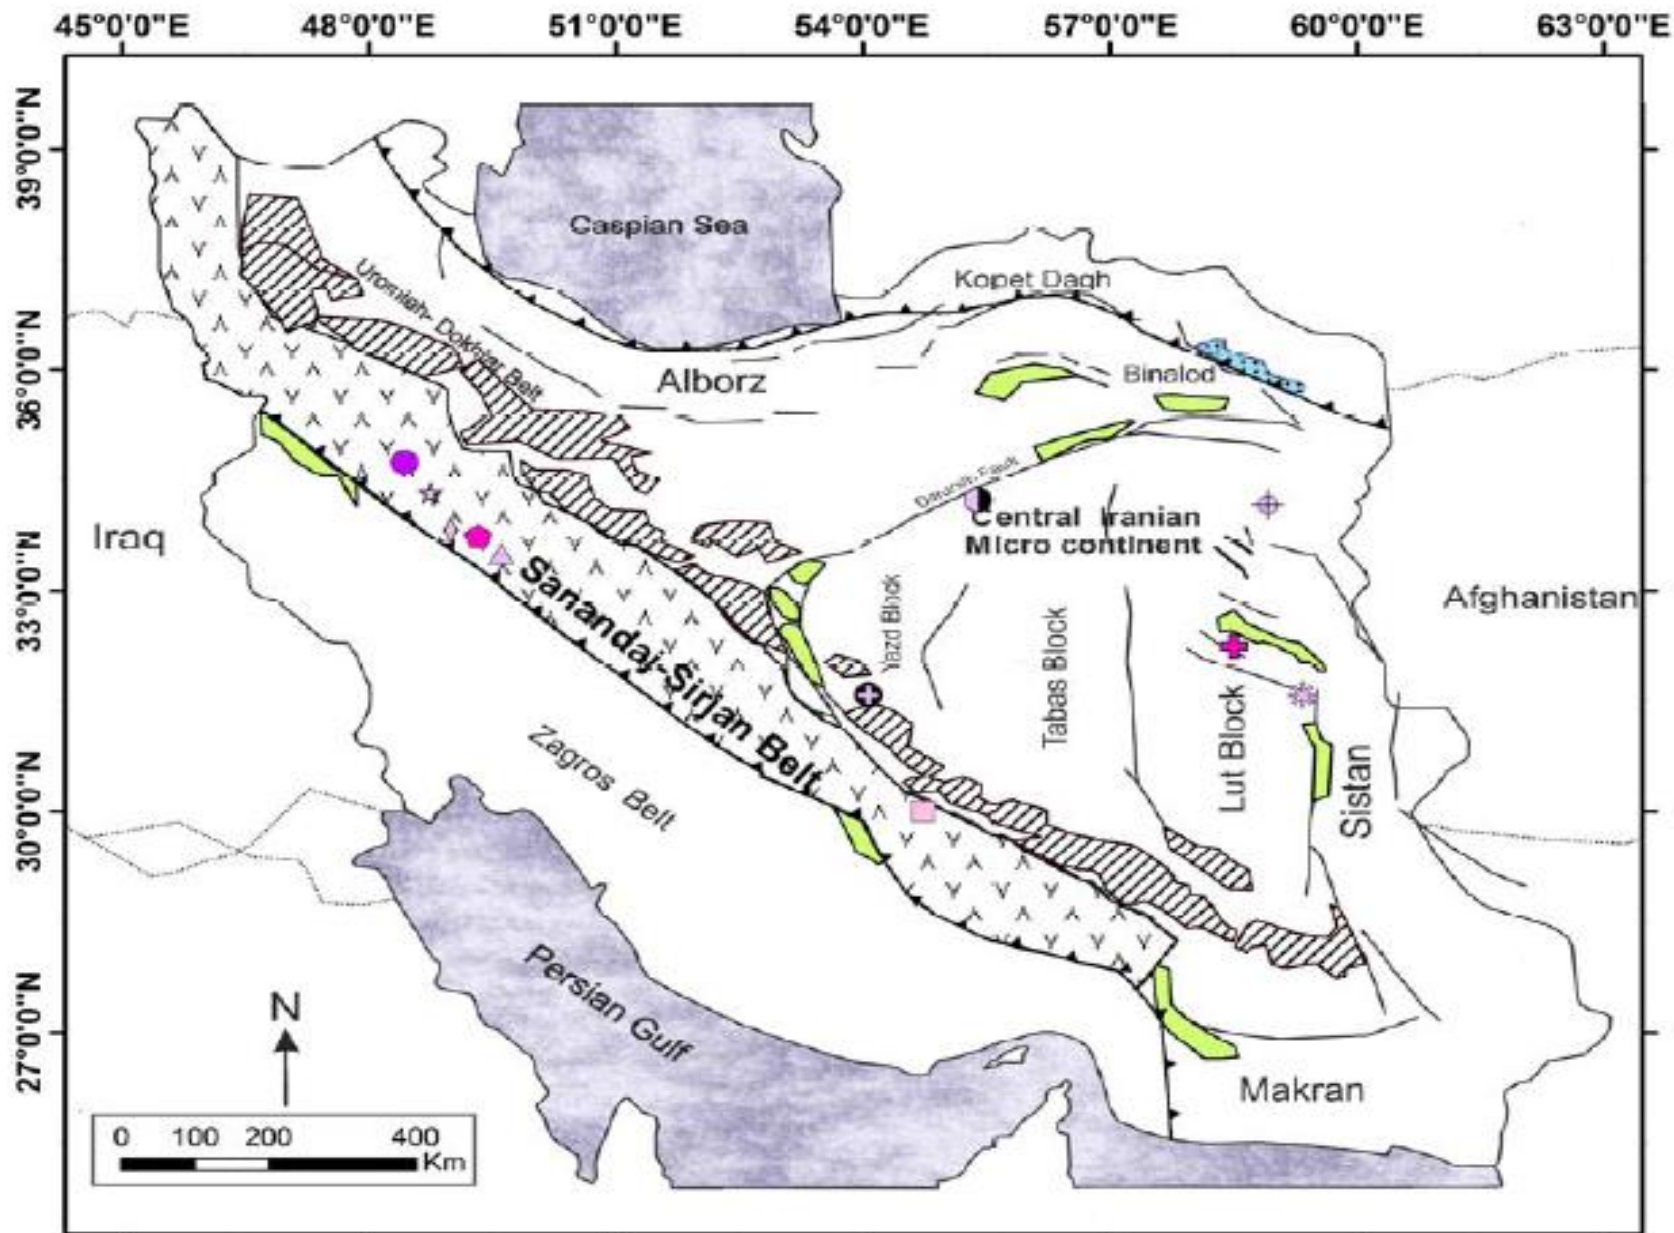 45°0'0"E 48°0'0"E 51°0'0"E 54°0'0"E 57°0'0"E 60°0'0"E 63°0'0"E
39°0'0"N
36°0'0"N
33°0'0"N
30°0'0"N
27°0'0"N
Caspian Sea
Kopet Dagh
Urosmieh- Dokhtar Belt
Alborz
Binalod
Iraq
Fault
Central Iranian
Micro continent
Afghanistan
Sanandaj-Sirjan Belt
Yazd Block
Tabas Block
Lut Block
Sistan
Zagros Belt
Persian Gulf
Makran
N
0 100 200 400
Km